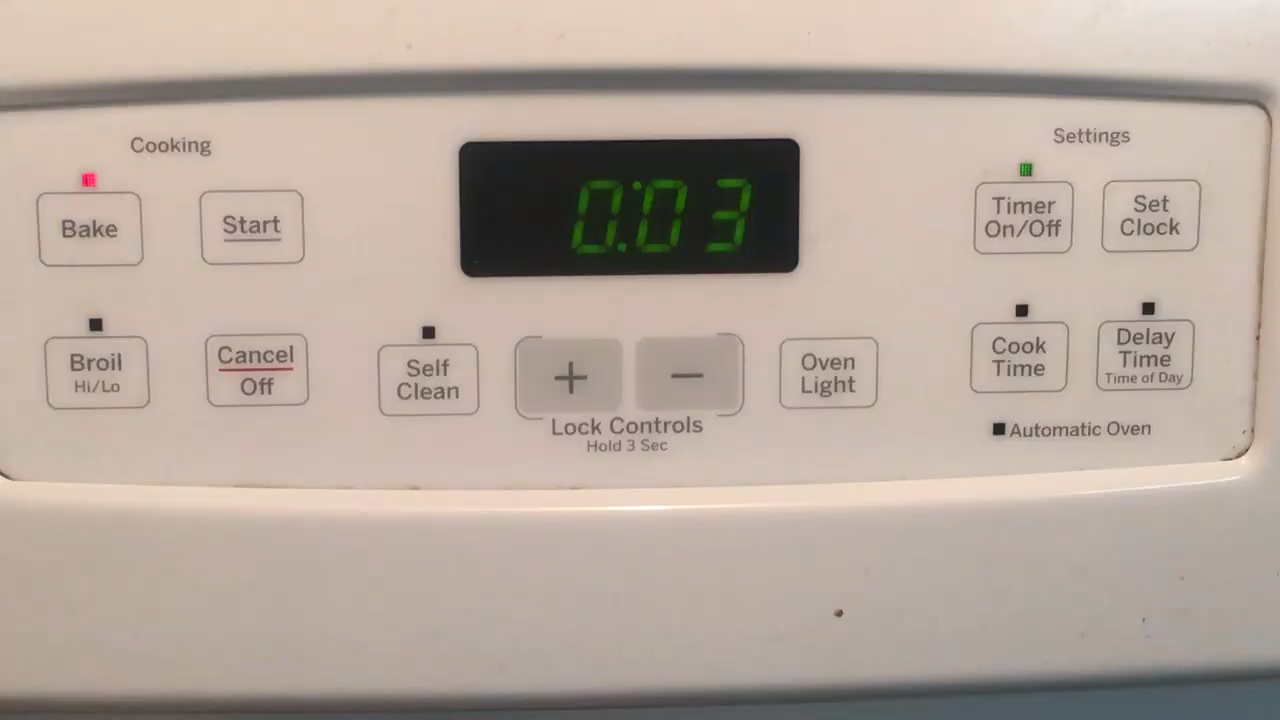 Cooking
Settings
0:03
Bake
Start
Timer
On/Off
Set
Clock
Broil
Hi/Lo
Cancel
Off
Self
Clean
+
−
Lock Controls
Hold 3 Sec
Oven
Light
Cook
Time
Delay
Time
Time of Day
Automatic Oven